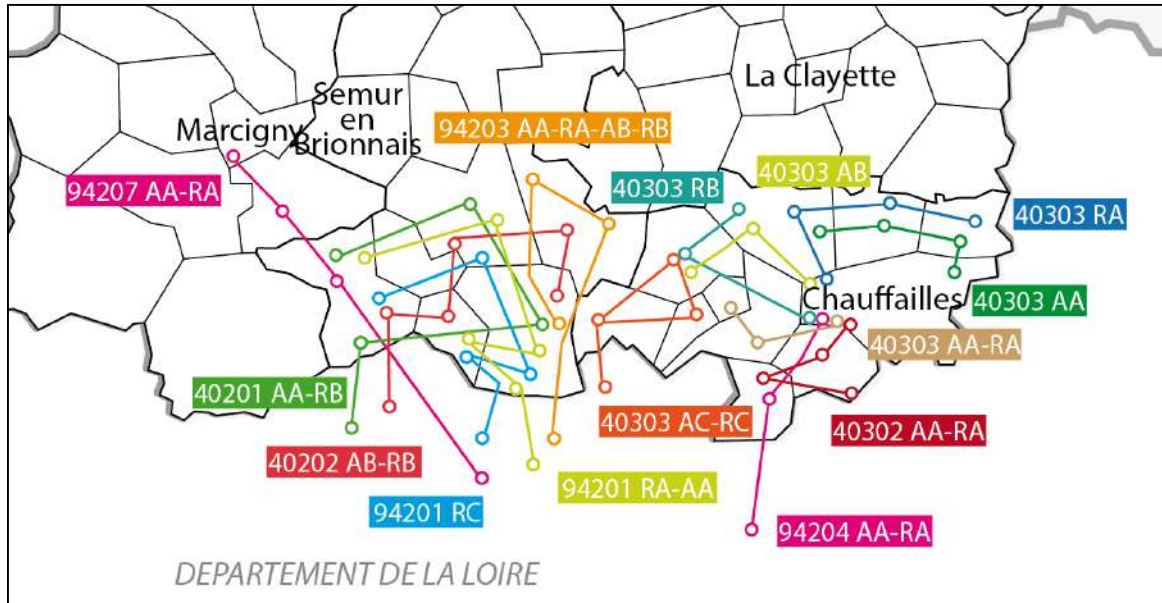 La Clayette
Semur
en
Brionnais
Marcigny
94203 AA-RA-AB-RB
94207 AA-RA
40303 RB
40303 AB
40303 RA
Chauffailles
40303 AA
40303 AA-RA
40201 AA-RB
40303 AC-RC
40302 AA-RA
40202 AB-RB
94201 RA-AA
94201 RC
94204 AA-RA
DEPARTEMENT DE LA LOIRE